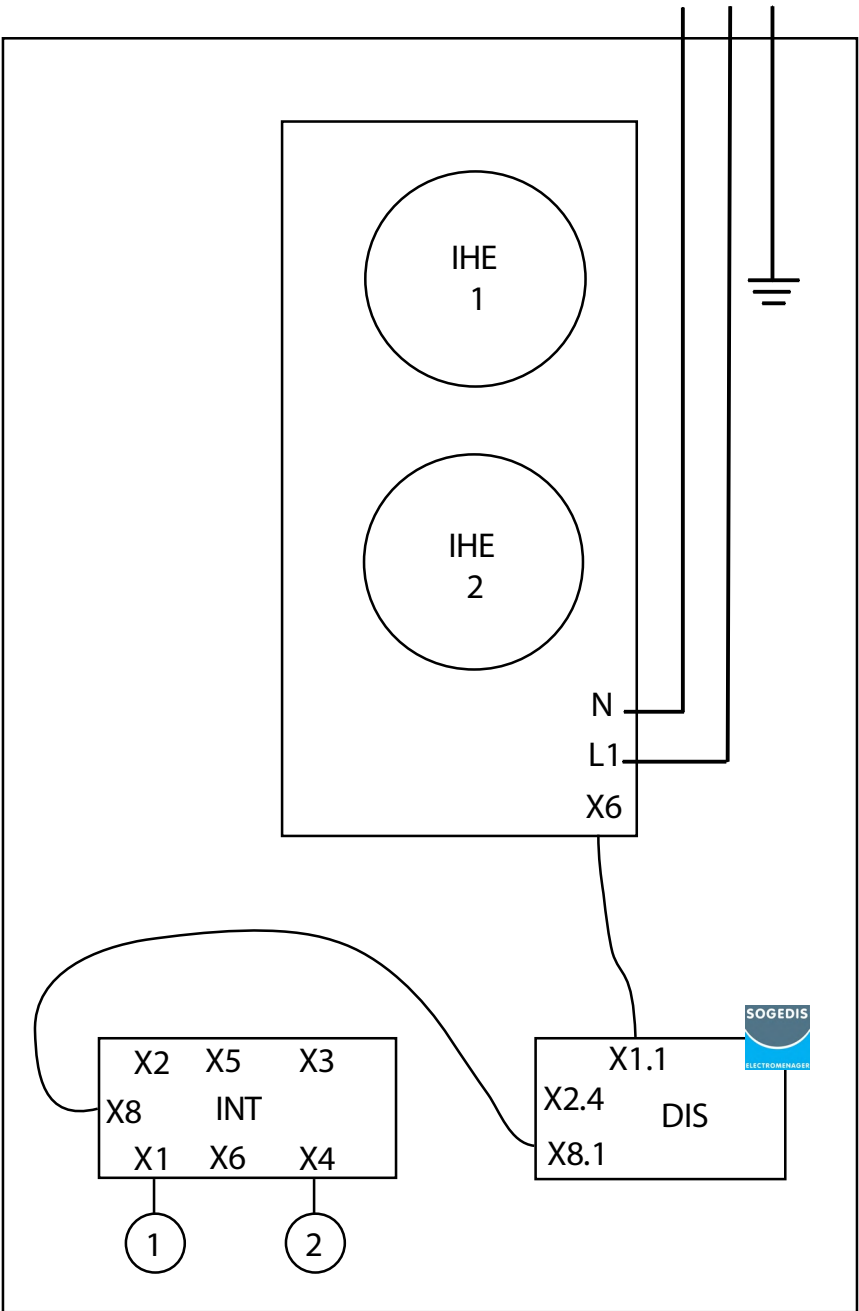 IHE
1
IHE
2
N
L1
X6
SOGEDIS
ELECTROMENAGER
X1.1
X2.4
DIS
X8.1
X2 X5 X3
X8 INT
X1 X6 X4
1 2